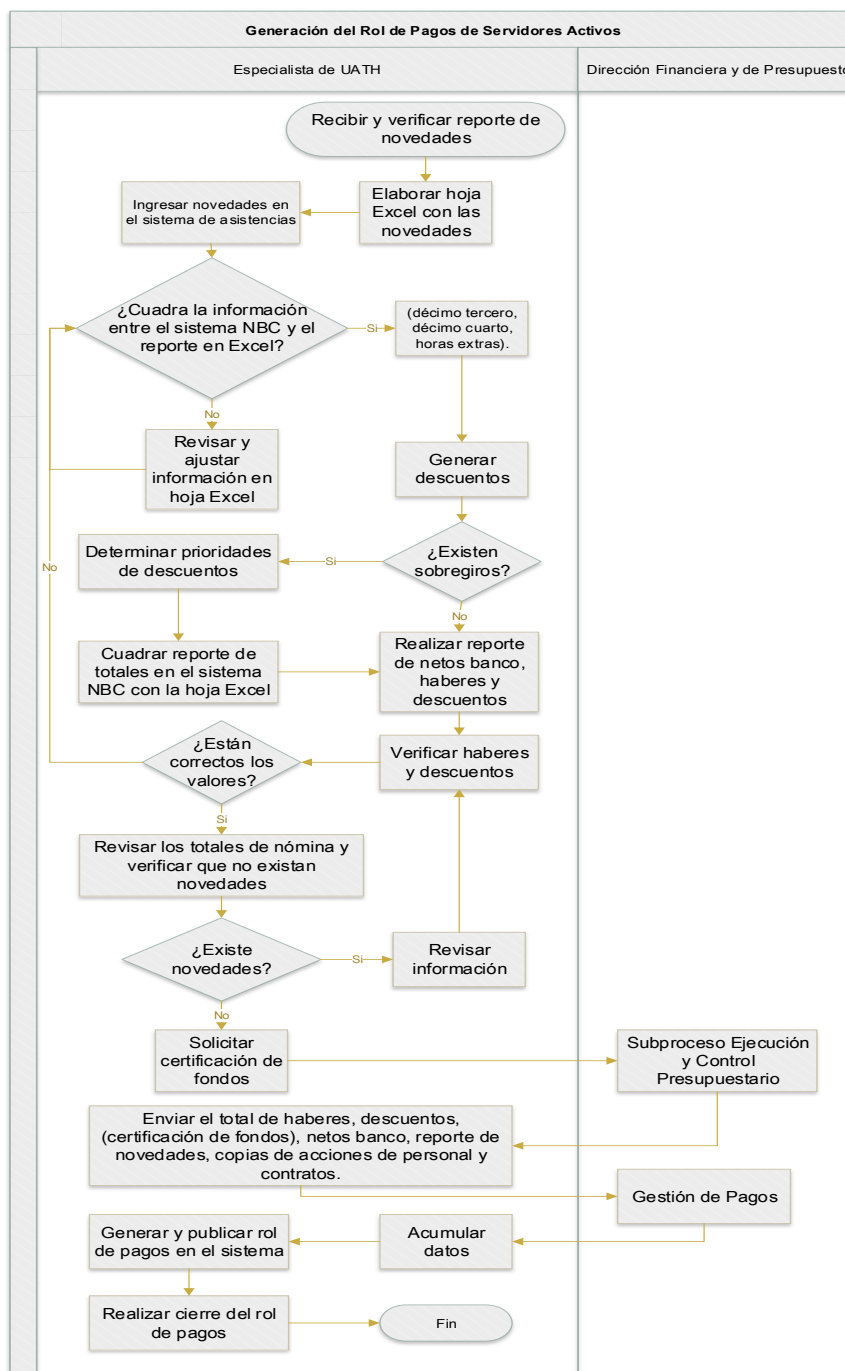 Generación del Rol de Pagos de Servidores Activos
Especialista de UATH
Dirección Financiera y de Presupuesto
Recibir y verificar reporte de
novedades
Elaborar hoja
Excel con las
novedades
Ingresar novedades en
el sistema de asistencias
¿Cuadra la información
entre el sistema NBC y el
reporte en Excel?
Si
(décimo tercero,
décimo cuarto,
horas extras).
No
Revisar y
ajustar
información en
hoja Excel
Generar
descuentos
¿Existen
sobregiros?
Si
Determinar prioridades
de descuentos
No
No
Cuadrar reporte de
totales en el sistema
NBC con la hoja Excel
Realizar reporte
de netos banco,
haberes y
descuentos
Verificar haberes
y descuentos
¿Están
correctos los
valores?
Si
Revisar los totales de nómina y
verificar que no existan
novedades
¿Existe
novedades?
Si
Revisar
información
No
Solicitar
certificación de
fondos
Subproceso Ejecución
y Control
Presupuestario
Enviar el total de haberes, descuentos,
(certificación de fondos), netos banco, reporte de
novedades, copias de acciones de personal y
contratos.
Gestión de Pagos
Acumular
datos
Generar y publicar rol
de pagos en el sistema
Realizar cierre del rol
de pagos
Fin